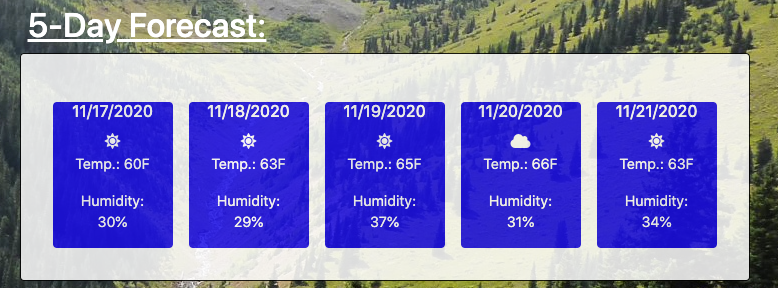 5-Day Forecast:
11/17/2020
Temp.: 60F
Humidity:
30%
11/18/2020
Temp.: 63F
Humidity:
29%
11/19/2020
Temp.: 65F
Humidity:
37%
11/20/2020
Temp.: 66F
Humidity:
31%
11/21/2020
Temp.: 63F
Humidity:
34%